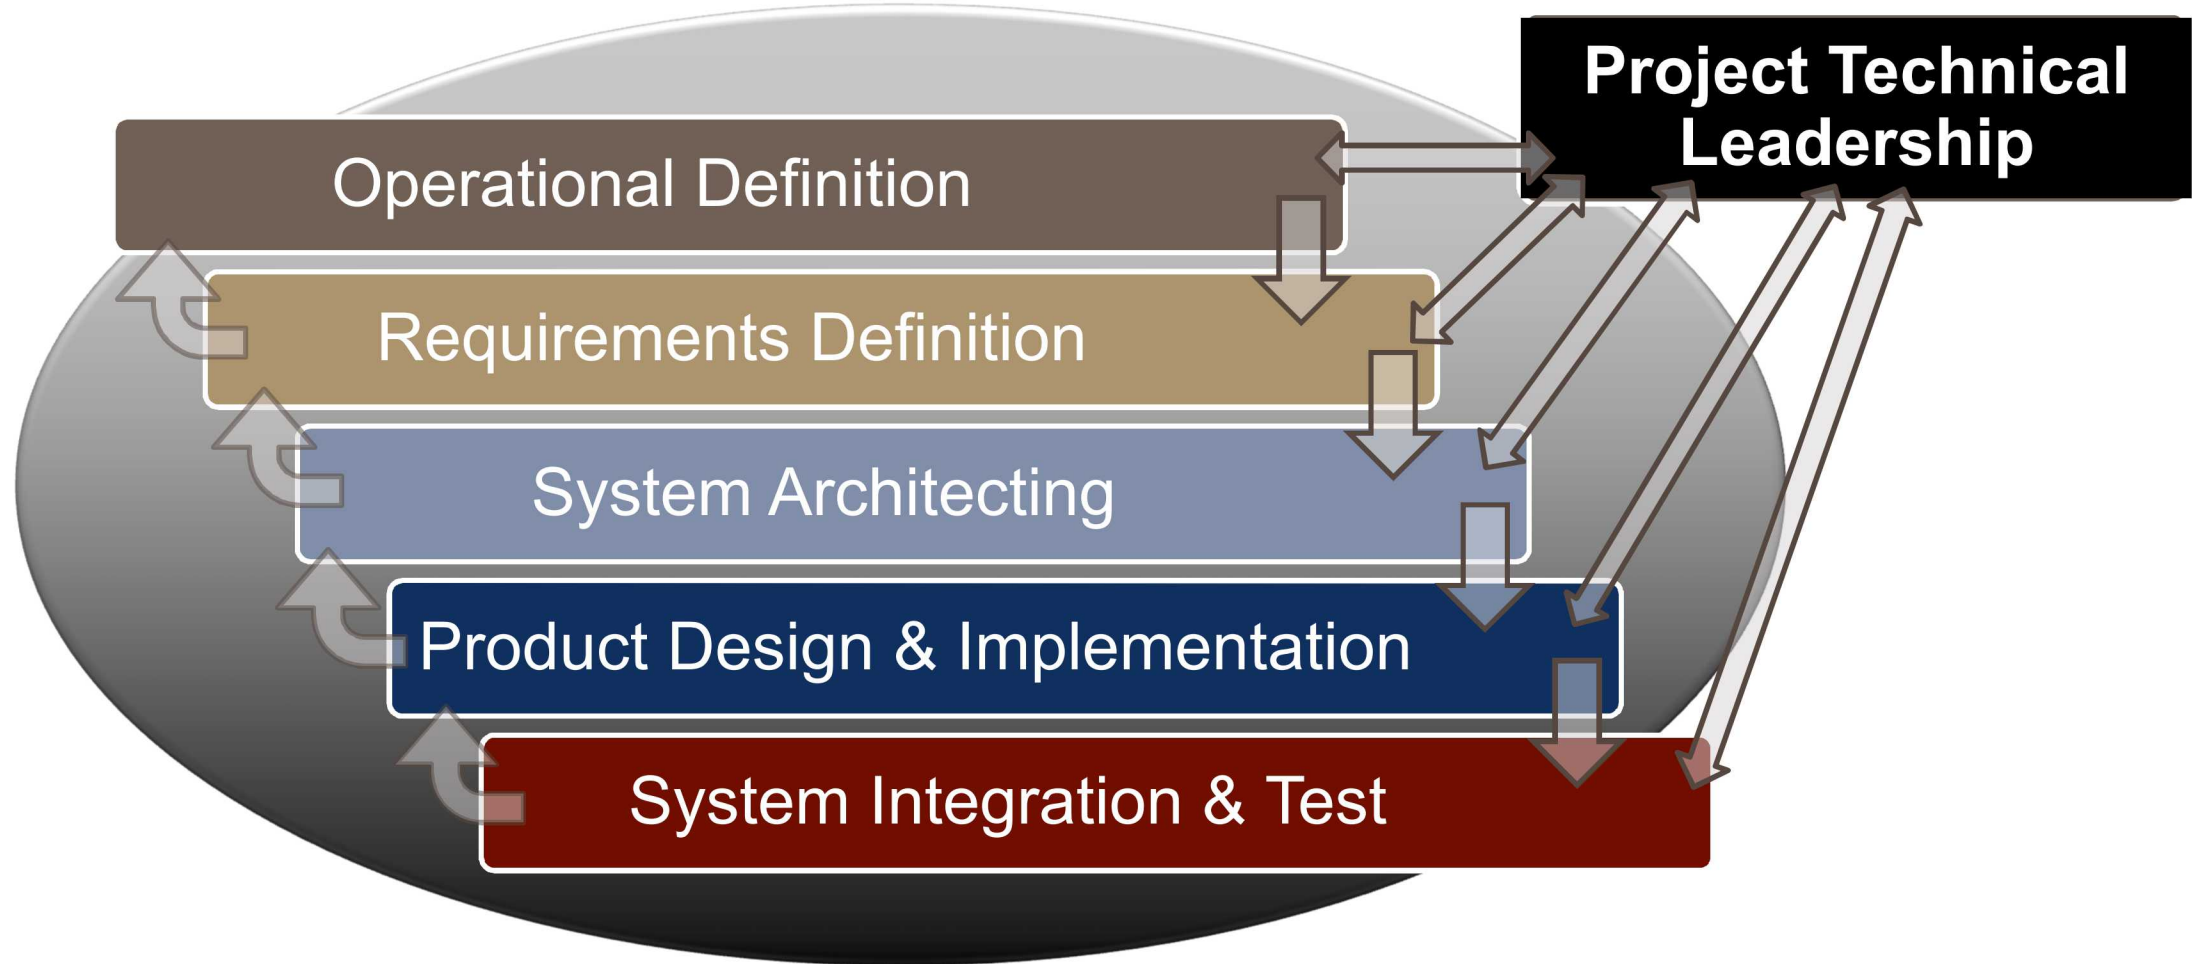 Project Technical
Leadership
Operational Definition
Requirements Definition
System Architecting
Product Design & Implementation
System Integration & Test